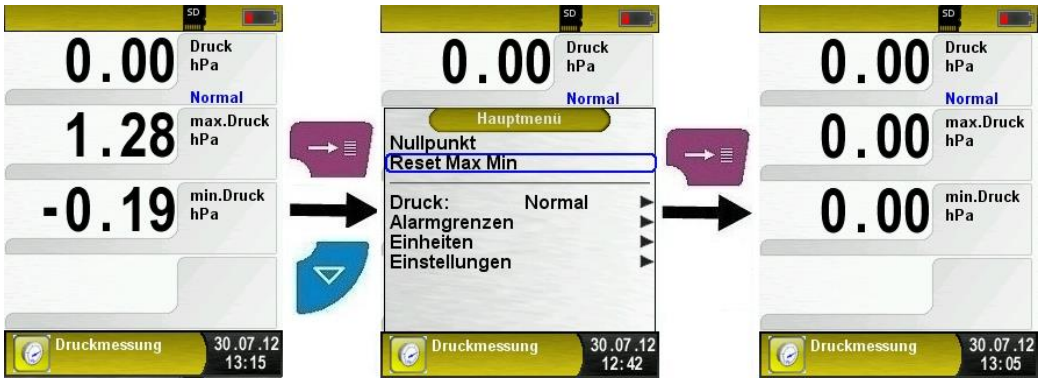 SD
0.00 Druck
hPa
Normal
1.28 max.Druck
hPa
-0.19 min.Druck
hPa
Druckmessung 30.07.12
13:15
SD
0.00 Druck
hPa
Normal
Hauptmenü
Nullpunkt
Reset Max Min
Druck: Normal
Alarmgrenzen
Einheiten
Einstellungen
Druckmessung 30.07.12
12:42
SD
0.00 Druck
hPa
Normal
0.00 max.Druck
hPa
0.00 min.Druck
hPa
Druckmessung 30.07.12
13:05